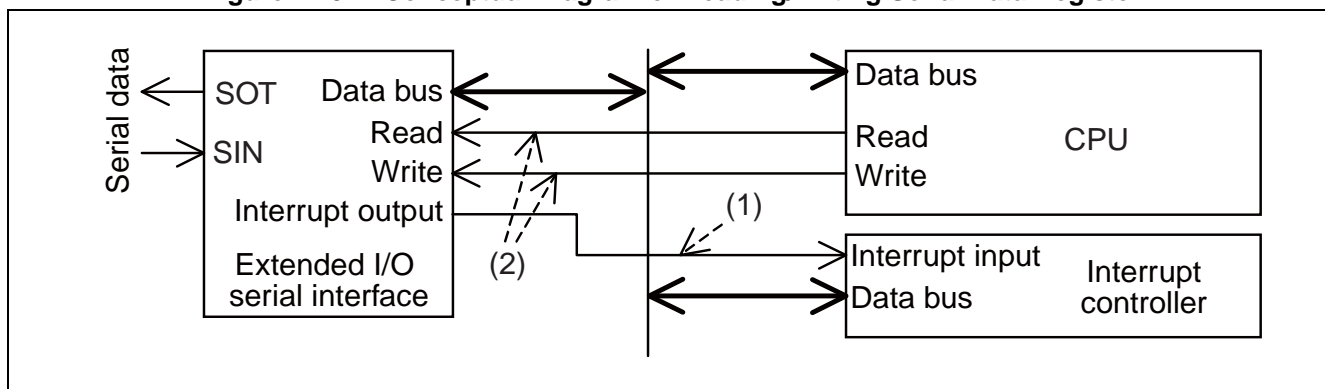 Serial data
SOT
SIN
Data bus
Read
Write
Interrupt output
Extended I/O
serial interface
(2)
(1)
Data bus
Read
Write
CPU
Interrupt input
Data bus
Interrupt
controller